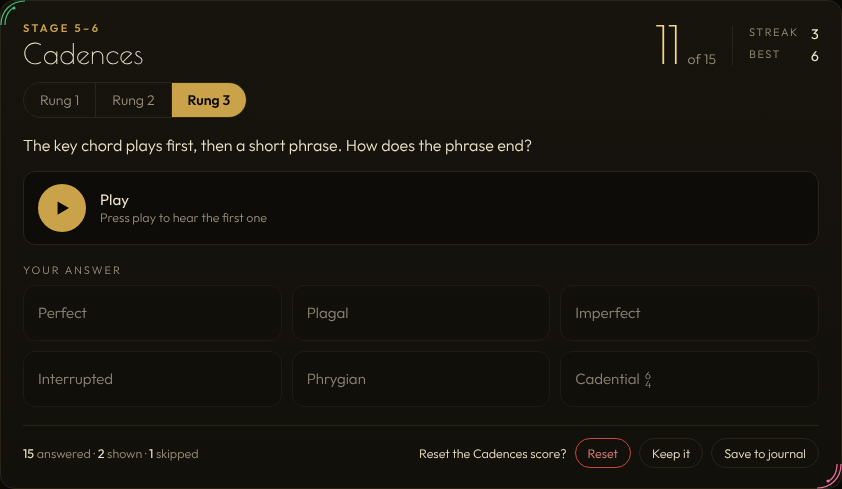 STAGE 5–6
Cadences
11 of 15
STREAK 3
BEST 6
Rung 1
Rung 2
Rung 3
The key chord plays first, then a short phrase. How does the phrase end?
Play
Press play to hear the first one
YOUR ANSWER
Perfect
Plagal
Imperfect
Interrupted
Phrygian
Cadential 6 4
15 answered · 2 shown · 1 skipped
Reset the Cadences score?
Reset
Keep it
Save to journal